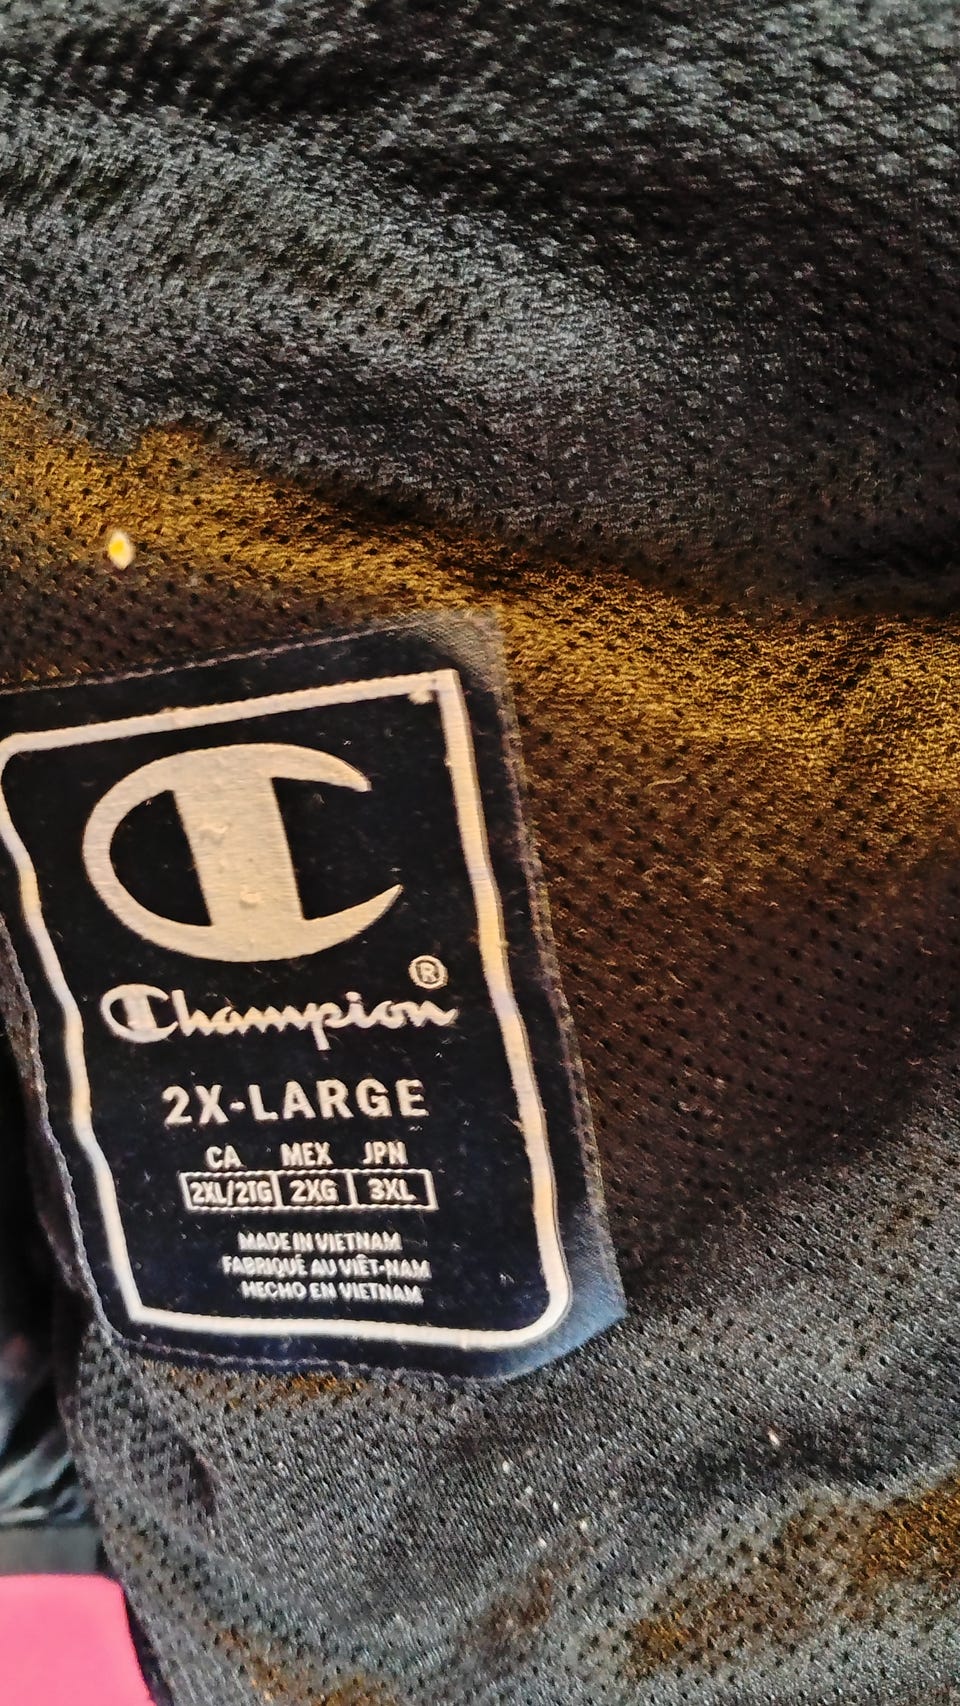 Champion®
2X-LARGE
CA MEX JPN
2XL/2TG 2XG 3XL
MADE IN VIETNAM
FABRIQUÉ AU VIÊT-NAM
HECHO EN VIETNAM